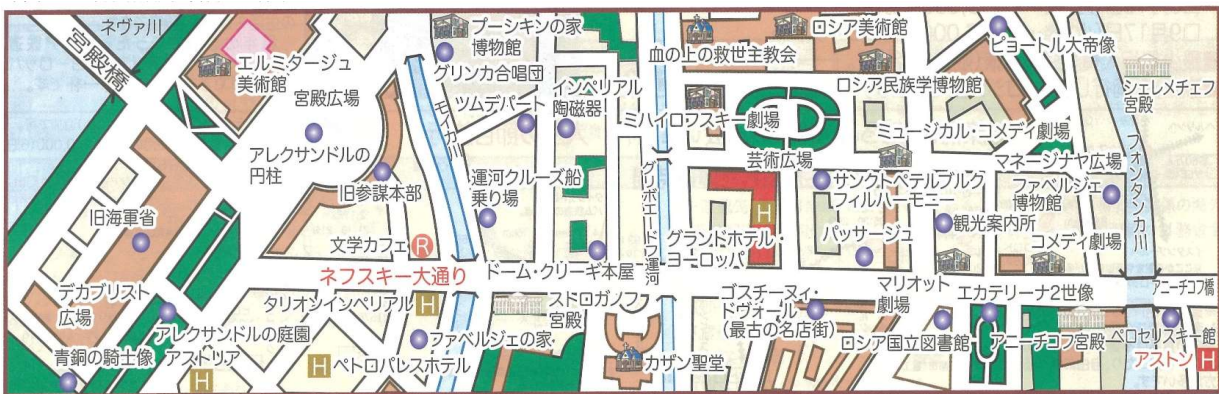 ネヴァ川
宮殿橋
エルミタージュ
美術館
宮殿広場
アレクサンドルの
円柱
旧参謀本部
旧海軍省
デカブリスト
広場
アレクサンドルの庭園
青銅の騎士像
アストリア
H
文学カフェ
R
ネフスキー大通り
タリオンインペリアル
H
H
ペトロパレスホテル
ファベルジェの家
モイカ川
プーシキンの家
博物館
グリンカ合唱団
ツムデパート
インペリアル
陶磁器
運河クルーズ船
乗り場
ドーム・クリーギ本屋
ストロガノフ
宮殿
グリボエードフ運河
血の上の救世主教会
ミハイロフスキー劇場
ロシア美術館
ロシア民族学博物館
芸術広場
H
グランドホテル・
ヨーロッパ
カザン聖堂
サンクトペテルブルグ
フィルハーモニー
パッサージュ
ゴスチーヌィ・
ドヴォール
(最古の名店街)
ミュージカル・コメディ劇場
マネージナヤ広場
ピョートル大帝像
シェレメチェフ
宮殿
ファベルジェ
博物館
観光案内所
コメディ劇場
マリオット
劇場
エカテリーナ2世像
ロシア国立図書館
アニーチコフ宮殿
フォンタンカ川
アニーチコフ橋
ベロセリスキー館
アストン
H